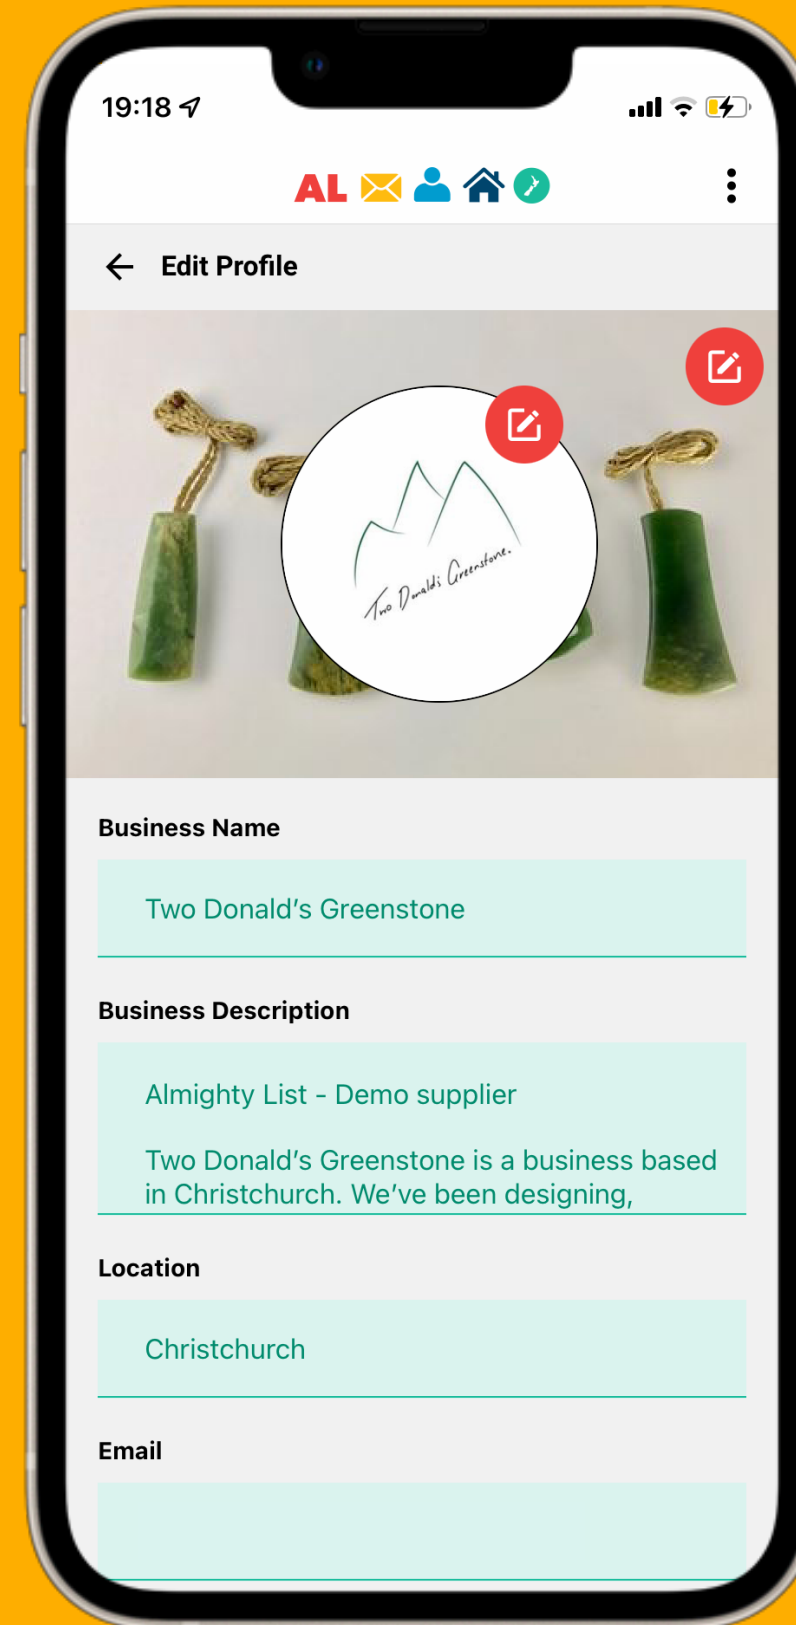 19:18
AL
Edit Profile
Two Donald's Greenstone.
Business Name
Two Donald’s Greenstone
Business Description
Almighty List - Demo supplier
Two Donald’s Greenstone is a business based
in Christchurch. We’ve been designing,
Location
Christchurch
Email